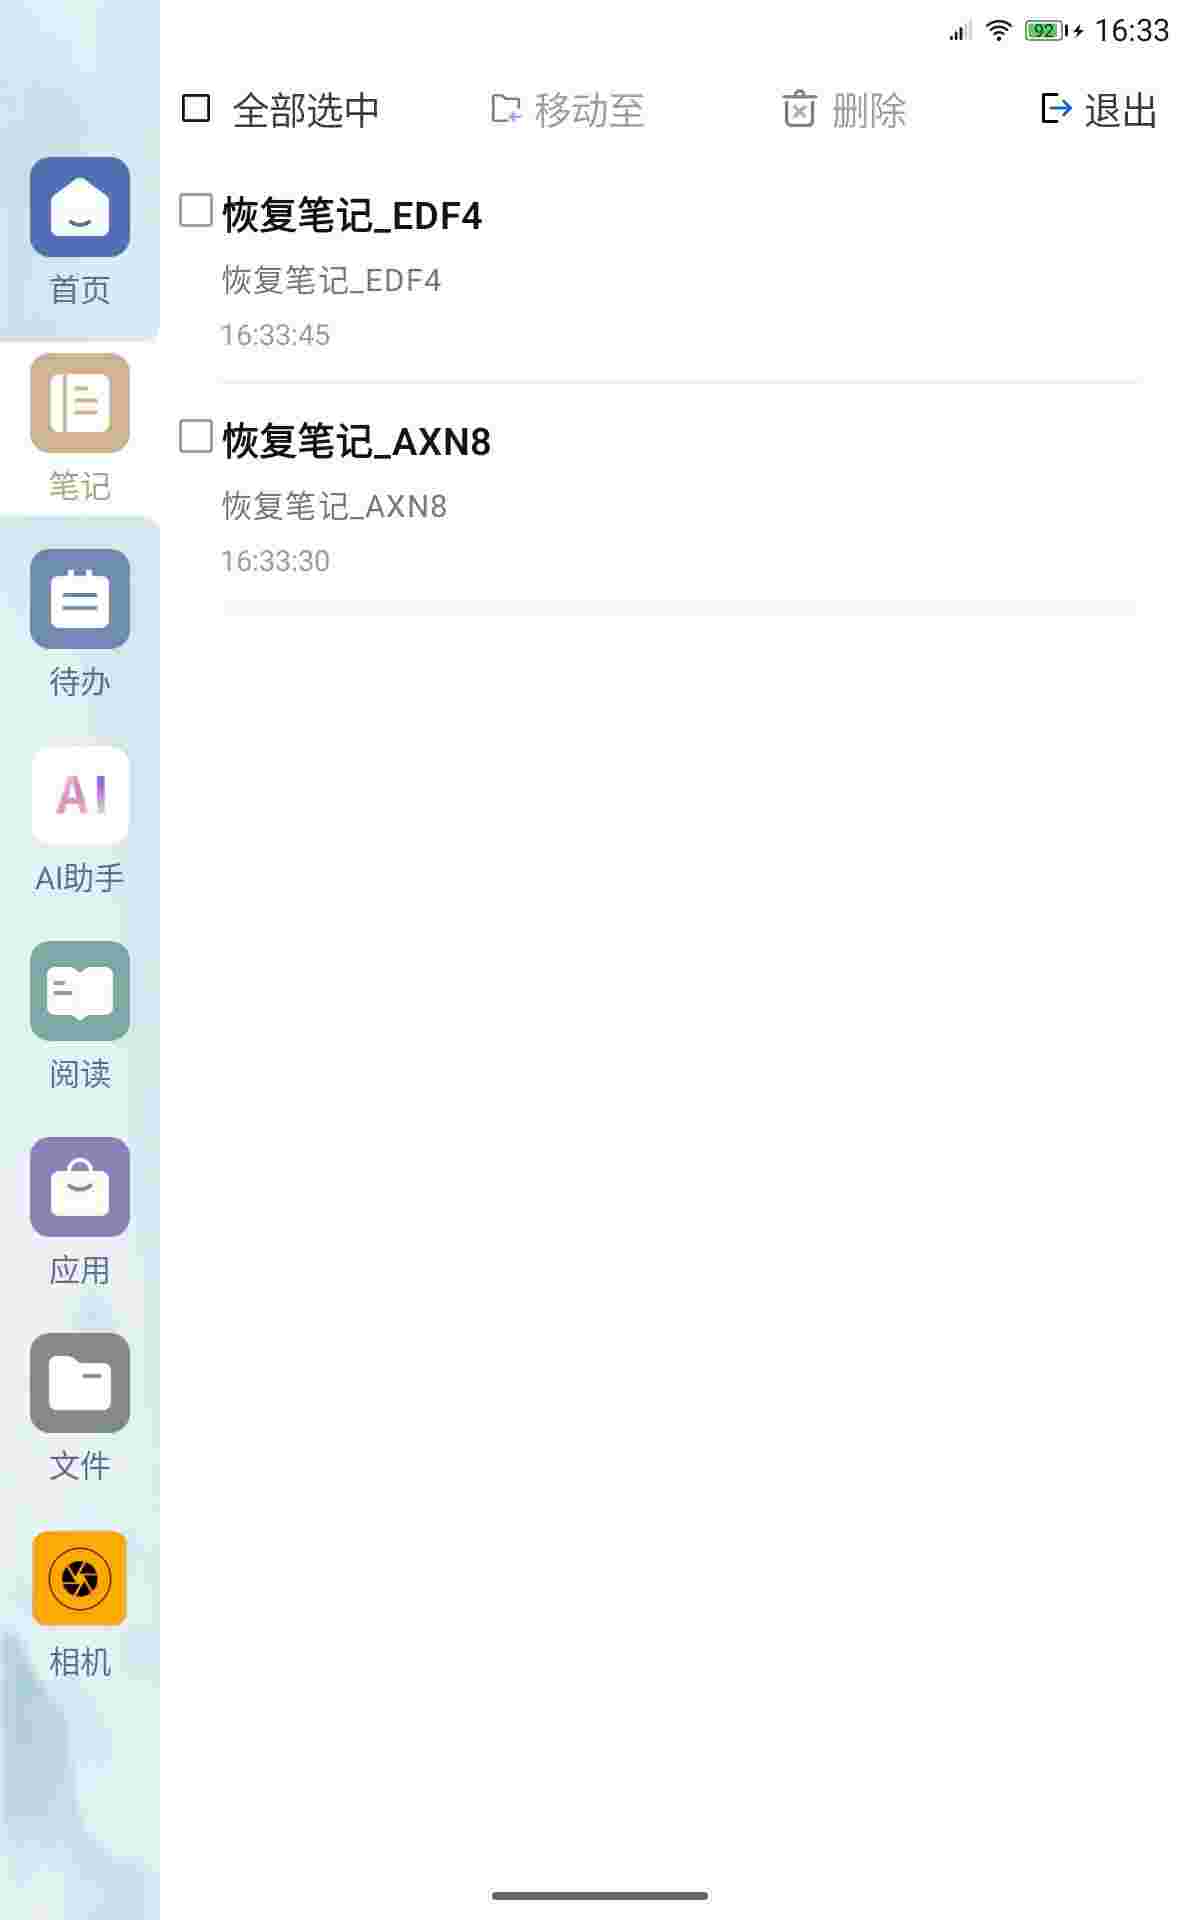 92 16:33
全部选中 移动至 删除 退出
恢复笔记_EDF4
恢复笔记_EDF4
16:33:45
恢复笔记_AXN8
恢复笔记_AXN8
16:33:30
首页
笔记
待办
AI
AI助手
阅读
应用
文件
相机